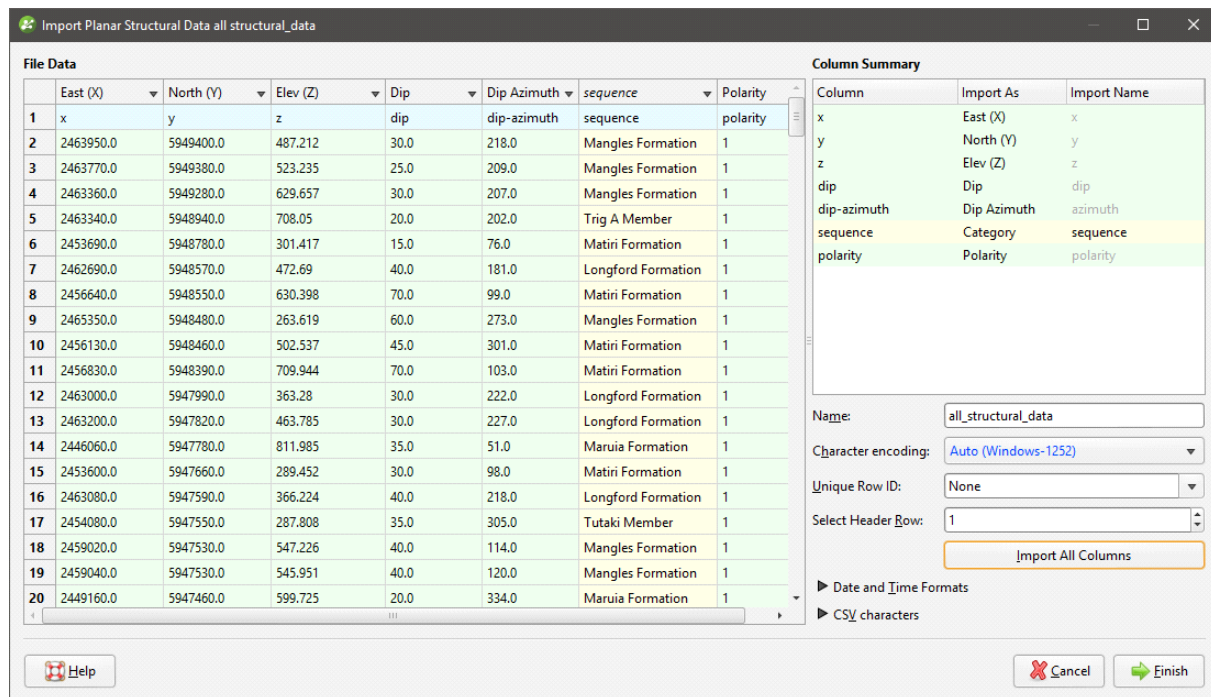 Import Planar Structural Data all structural_data
File Data
East (X) North (Y) Elev (Z) Dip Dip Azimuth sequence Polarity
1 x y z dip dip-azimuth sequence polarity
2 2463950.0 5949400.0 487.212 30.0 218.0 Mangles Formation 1
3 2463770.0 5949380.0 523.235 25.0 209.0 Mangles Formation 1
4 2463360.0 5949280.0 629.657 30.0 207.0 Mangles Formation 1
5 2463340.0 5948940.0 708.05 20.0 202.0 Trig A Member 1
6 2453690.0 5948780.0 301.417 15.0 76.0 Matiri Formation 1
7 2462690.0 5948570.0 472.69 40.0 181.0 Longford Formation 1
8 2456640.0 5948550.0 630.398 70.0 99.0 Matiri Formation 1
9 2465350.0 5948480.0 263.619 60.0 273.0 Mangles Formation 1
10 2456130.0 5948460.0 502.537 45.0 301.0 Matiri Formation 1
11 2456830.0 5948390.0 709.944 70.0 103.0 Matiri Formation 1
12 2463000.0 5947990.0 363.28 30.0 222.0 Longford Formation 1
13 2463200.0 5947820.0 463.785 30.0 227.0 Longford Formation 1
14 2446060.0 5947780.0 811.985 35.0 51.0 Maruia Formation 1
15 2453600.0 5947660.0 289.452 30.0 98.0 Matiri Formation 1
16 2463080.0 5947590.0 366.224 40.0 218.0 Longford Formation 1
17 2454080.0 5947550.0 287.808 35.0 305.0 Tutaki Member 1
18 2459020.0 5947530.0 547.226 40.0 114.0 Mangles Formation 1
19 2459040.0 5947530.0 545.951 40.0 120.0 Mangles Formation 1
20 2449160.0 5947460.0 599.725 20.0 334.0 Maruia Formation 1
Column Summary
Column Import As Import Name
x East (X) x
y North (Y) y
z Elev (Z) z
dip Dip dip
dip-azimuth Dip Azimuth azimuth
sequence Category sequence
polarity Polarity polarity
Name: all_structural_data
Character encoding: Auto (Windows-1252)
Unique Row ID: None
Select Header Row: 1
Import All Columns
Date and Time Formats
CSV characters
Help
Cancel
Finish